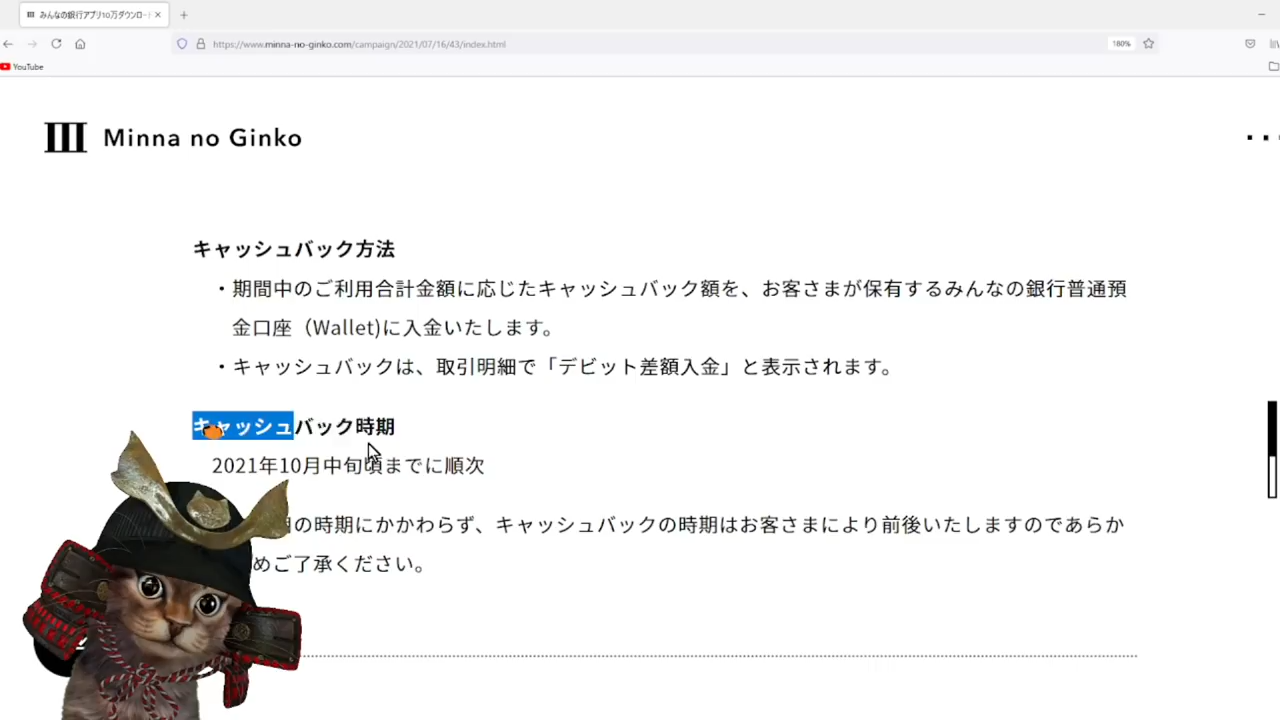 みんなの銀行アプリ10万ダウンロード
https://www.minna-no-ginko.com/campaign/2021/07/16/43/index.html
180%
YouTube
Minna no Ginko
キャッシュバック方法
・期間中のご利用合計金額に応じたキャッシュバック額を、お客さまが保有するみんなの銀行普通預
金口座（Wallet)に入金いたします。
・キャッシュバックは、取引明細で「デビット差額入金」と表示されます。
キャッシュバック時期
2021年10月中旬頃までに順次
の時期にかかわらず、キャッシュバックの時期はお客さまにより前後いたしますのであらか
めご了承ください。